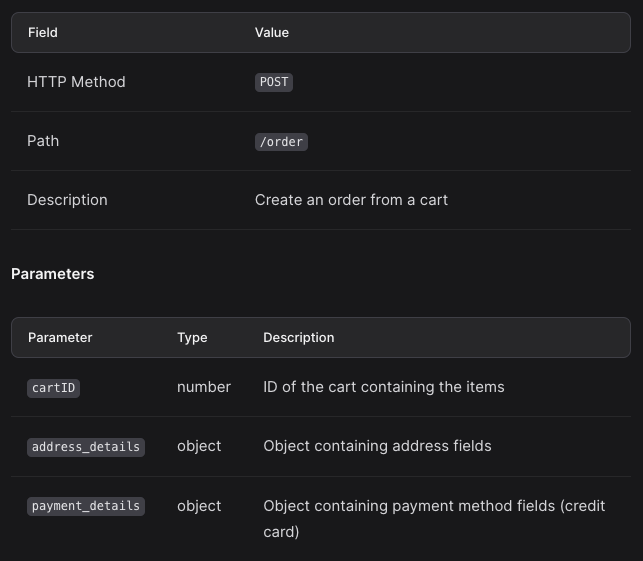 Field Value
HTTP Method POST
Path /order
Description Create an order from a cart
Parameters
Parameter Type Description
cartID number ID of the cart containing the items
address_details object Object containing address fields
payment_details object Object containing payment method fields (credit
card)